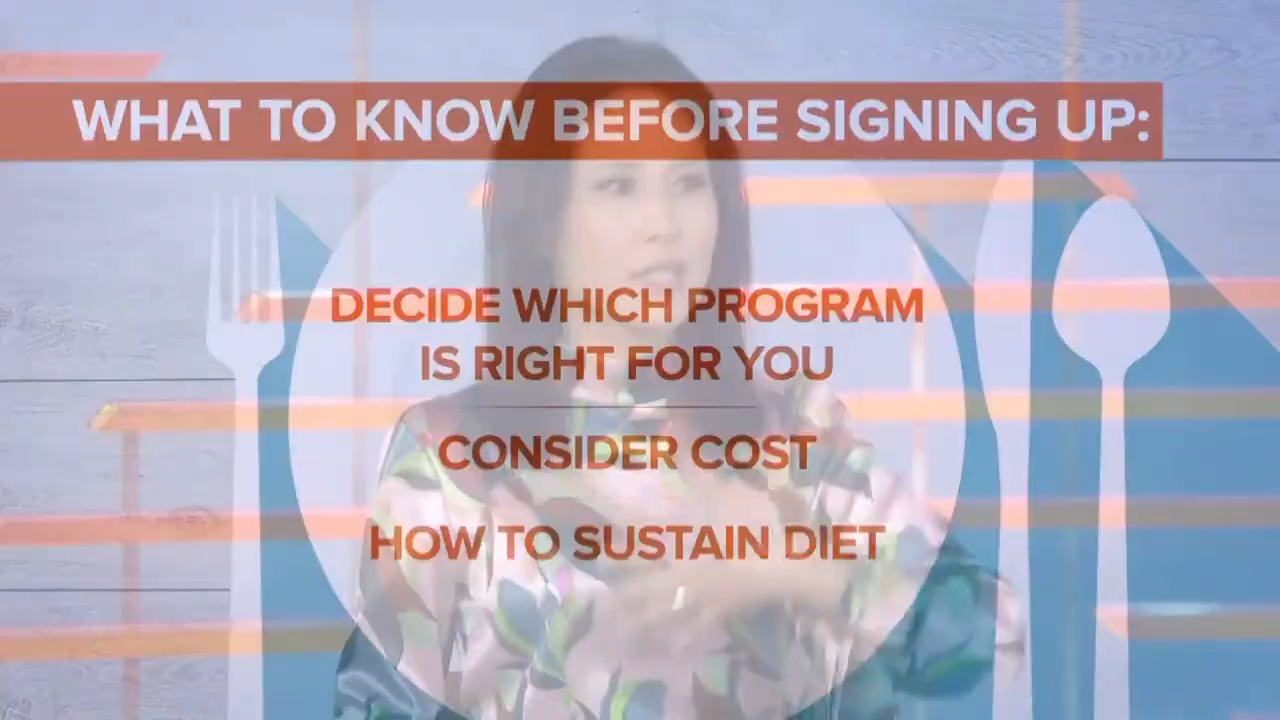 WHAT TO KNOW BEFORE SIGNING UP:
DECIDE WHICH PROGRAM
IS RIGHT FOR YOU
CONSIDER COST
HOW TO SUSTAIN DIET